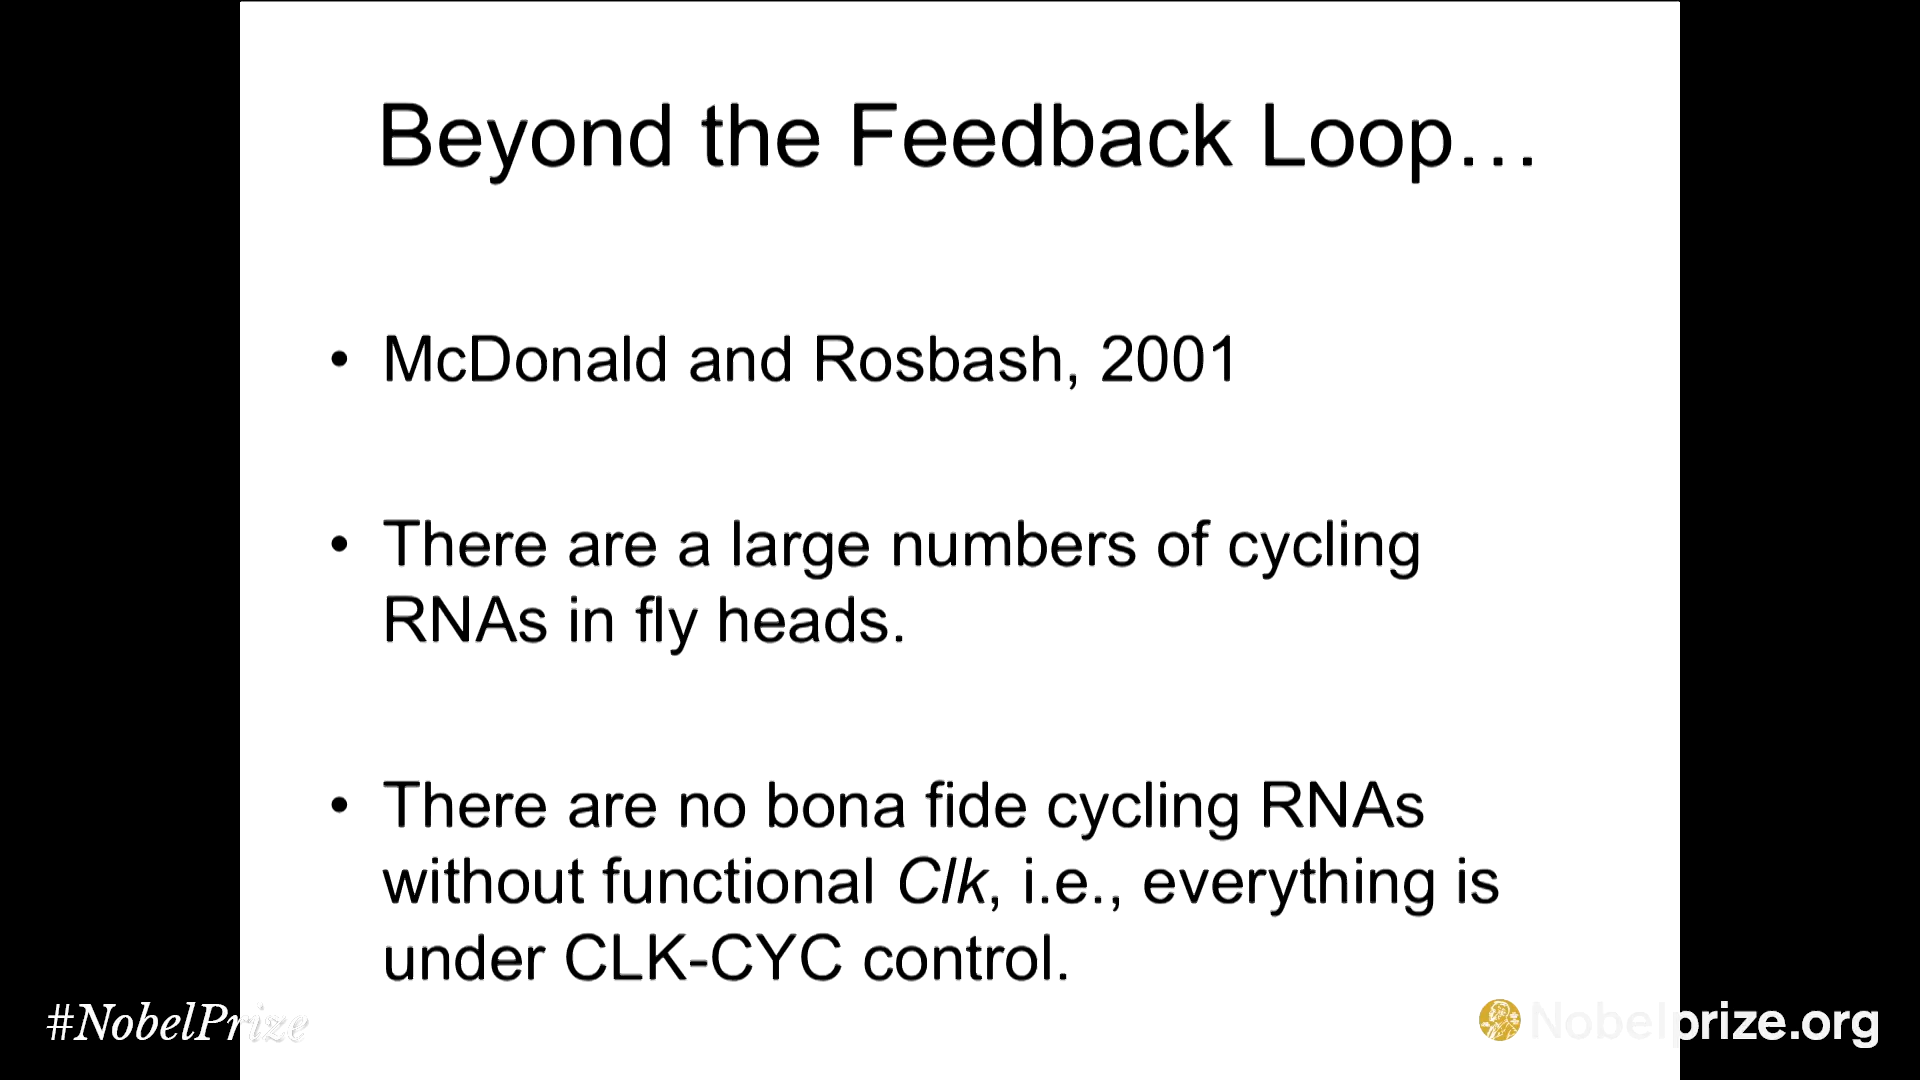 Beyond the Feedback Loop…
• McDonald and Rosbash, 2001
• There are a large numbers of cycling
RNAs in fly heads.
• There are no bona fide cycling RNAs
without functional Clk, i.e., everything is
under CLK-CYC control.
#NobelPrize
Nobelprize.org